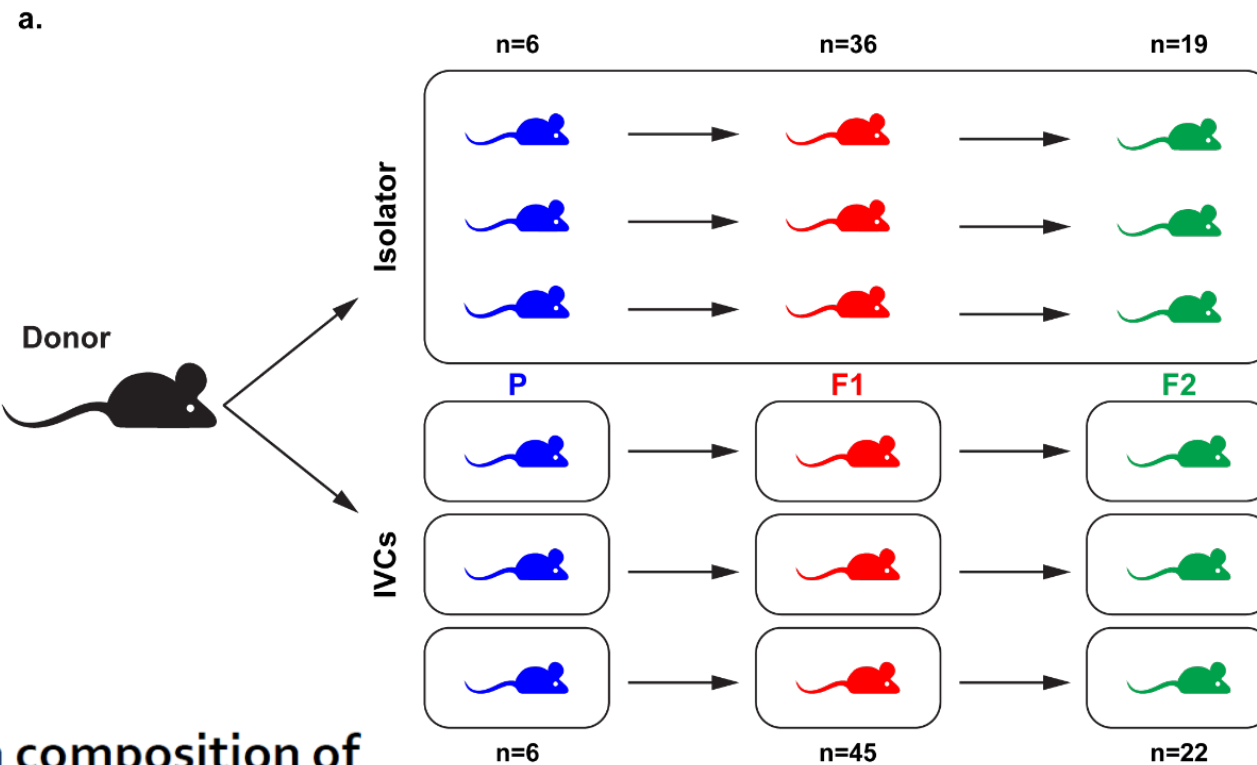 a.
n=6 n=36 n=19
Isolator
Donor
P F1 F2
IVCs
n=6 n=45 n=22
composition of